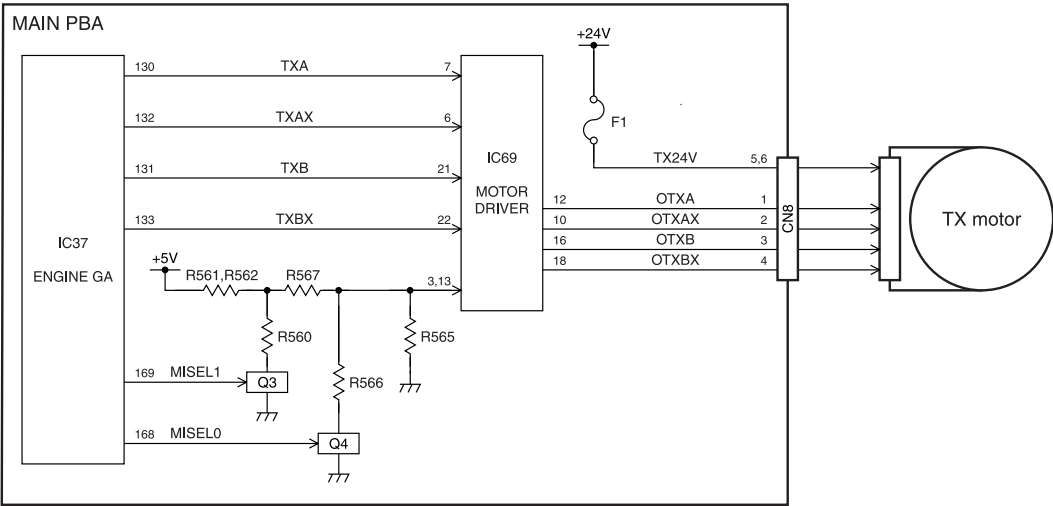 MAIN PBA
+24V
F1
130 TXA 7
132 TXAX 6
131 TXB 21
133 TXBX 22
IC37
ENGINE GA
IC69
MOTOR
DRIVER
TX24V 5,6
12 OTXA 1
10 OTXAX 2
16 OTXB 3
18 OTXBX 4
CN8
TX motor
+5V
R561,R562 R567 3,13
R560
R565
R566
169 MISEL1 Q3
168 MISEL0 Q4